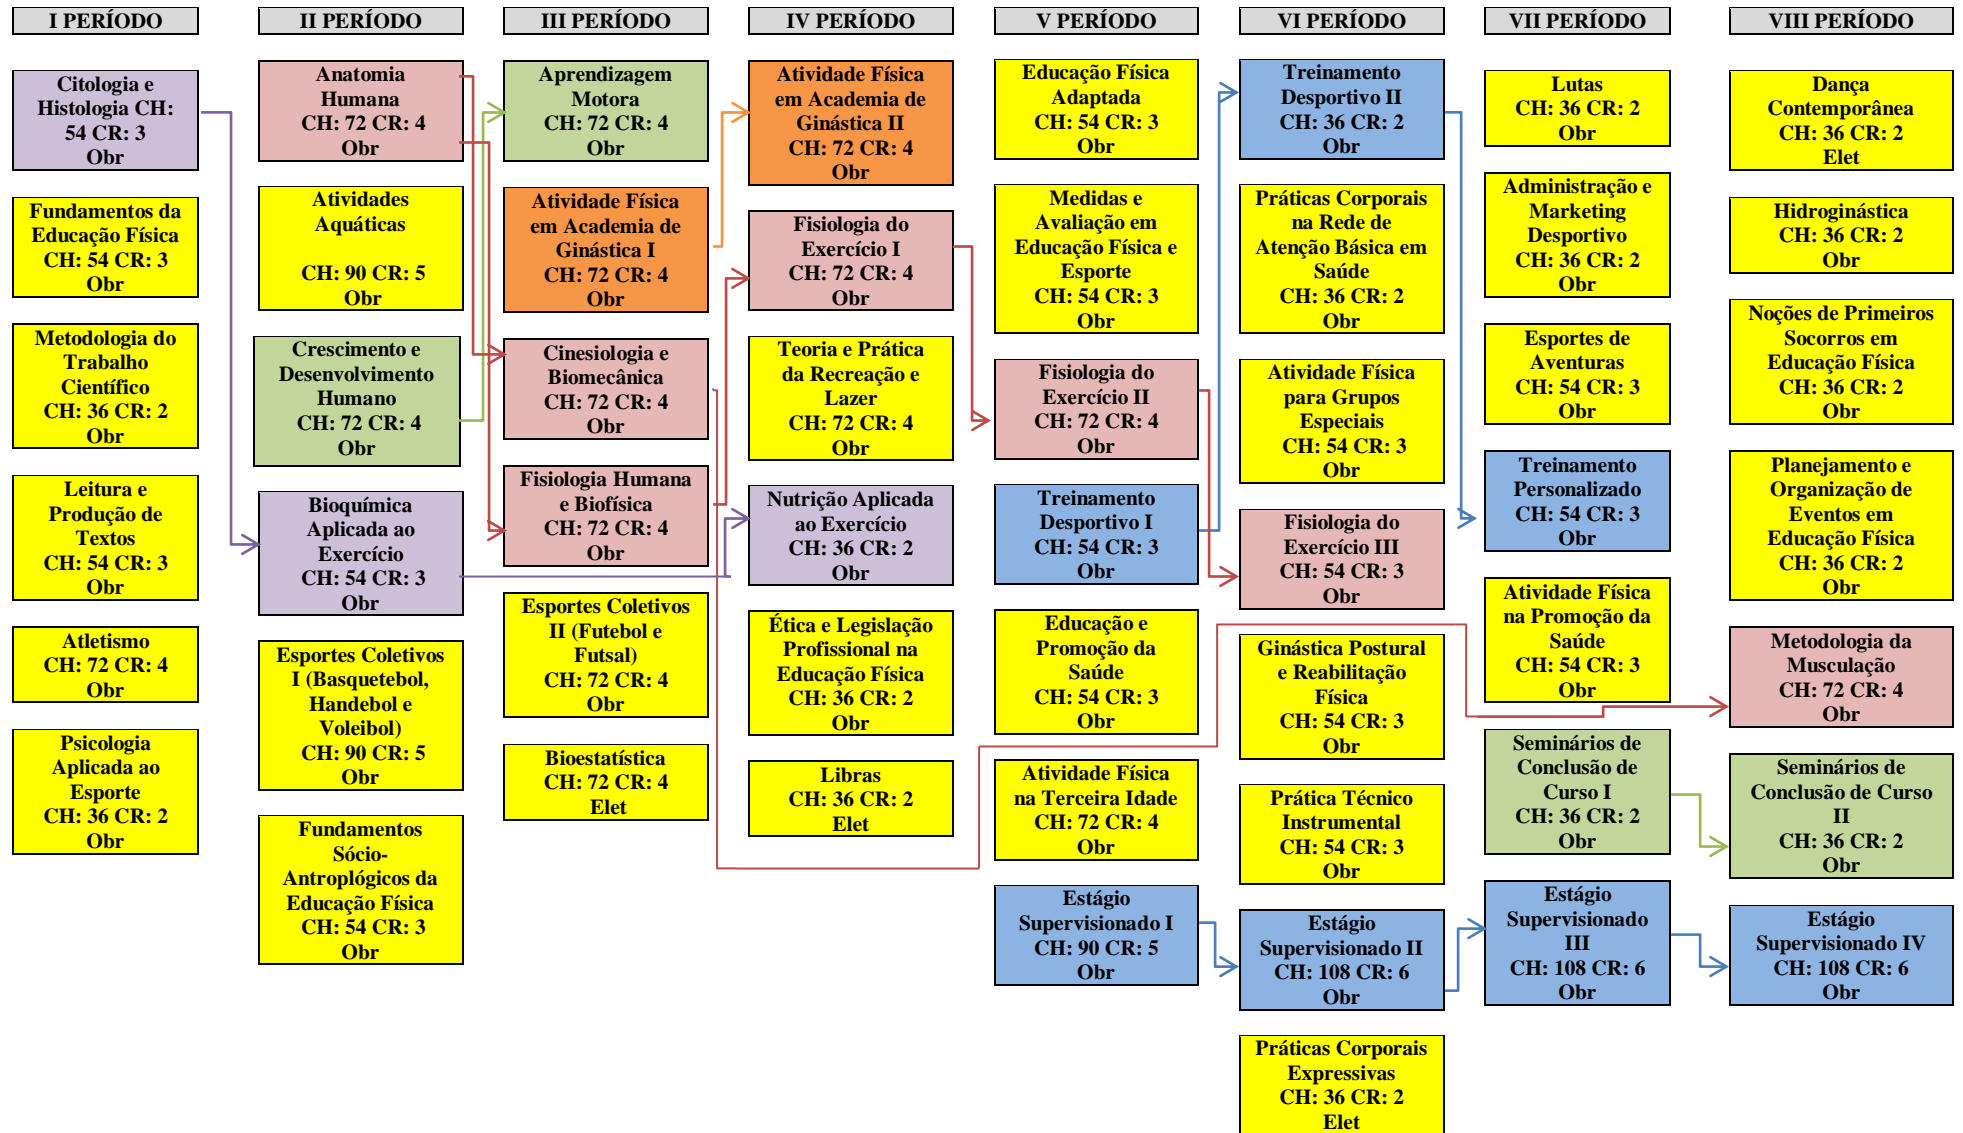 I PERÍODO
Citologia e
Histologia CH:
54 CR: 3
Obr
Fundamentos da
Educação Física
CH: 54 CR: 3
Obr
Metodologia do
Trabalho
Científico
CH: 36 CR: 2
Obr
Leitura e
Produção de
Textos
CH: 54 CR: 3
Obr
Atletismo
CH: 72 CR: 4
Obr
Psicologia
Aplicada ao
Esporte
CH: 36 CR: 2
Obr
II PERÍODO
Anatomia
Humana
CH: 72 CR: 4
Obr
Atividades
Aquáticas
CH: 90 CR: 5
Obr
Crescimento e
Desenvolvimento
Humano
CH: 72 CR: 4
Obr
Bioquímica
Aplicada ao
Exercício
CH: 54 CR: 3
Obr
Esportes Coletivos
I (Basquetebol,
Handebol e
Voleibol)
CH: 90 CR: 5
Obr
Fundamentos
Sócio-
Antroplógicos da
Educação Física
CH: 54 CR: 3
Obr
III PERÍODO
Aprendizagem
Motora
CH: 72 CR: 4
Obr
Atividade Física
em Academia de
Ginástica I
CH: 72 CR: 4
Obr
Cinesiologia e
Biomecânica
CH: 72 CR: 4
Obr
Fisiologia Humana
e Biofísica
CH: 72 CR: 4
Obr
Esportes Coletivos
II (Futebol e
Futsal)
CH: 72 CR: 4
Obr
Bioestatística
CH: 72 CR: 4
Elet
IV PERÍODO
Atividade Física
em Academia de
Ginástica II
CH: 72 CR: 4
Obr
Fisiologia do
Exercício I
CH: 72 CR: 4
Obr
Teoria e Prática
da Recreação e
Lazer
CH: 72 CR: 4
Obr
Nutrição Aplicada
ao Exercício
CH: 36 CR: 2
Obr
Ética e Legislação
Profissional na
Educação Física
CH: 36 CR: 2
Obr
Libras
CH: 36 CR: 2
Elet
V PERÍODO
Educação Física
Adaptada
CH: 54 CR: 3
Obr
Medidas e
Avaliação em
Educação Física e
Esporte
CH: 54 CR: 3
Obr
Fisiologia do
Exercício II
CH: 72 CR: 4
Obr
Treinamento
Desportivo I
CH: 54 CR: 3
Obr
Educação e
Promoção da
Saúde
CH: 54 CR: 3
Obr
Atividade Física
na Terceira Idade
CH: 72 CR: 4
Obr
Estágio
Supervisionado I
CH: 90 CR: 5
Obr
VI PERÍODO
Treinamento
Desportivo II
CH: 36 CR: 2
Obr
Práticas Corporais
na Rede de
Atenção Básica em
Saúde
CH: 36 CR: 2
Obr
Atividade Física
para Grupos
Especiais
CH: 54 CR: 3
Obr
Fisiologia do
Exercício III
CH: 54 CR: 3
Obr
Ginástica Postural
e Reabilitação
Física
CH: 54 CR: 3
Obr
Prática Técnico
Instrumental
CH: 54 CR: 3
Obr
Estágio
Supervisionado II
CH: 108 CR: 6
Obr
Práticas Corporais
Expressivas
CH: 36 CR: 2
Elet
VII PERÍODO
Lutas
CH: 36 CR: 2
Obr
Administração e
Marketing
Desportivo
CH: 36 CR: 2
Obr
Esportes de
Aventuras
CH: 54 CR: 3
Obr
Treinamento
Personalizado
CH: 54 CR: 3
Obr
Atividade Física
na Promoção da
Saúde
CH: 54 CR: 3
Obr
Seminários de
Conclusão de
Curso I
CH: 36 CR: 2
Obr
Estágio
Supervisionado
III
CH: 108 CR: 6
Obr
VIII PERÍODO
Dança
Contemporânea
CH: 36 CR: 2
Elet
Hidroginástica
CH: 36 CR: 2
Obr
Noções de Primeiros
Socorros em
Educação Física
CH: 36 CR: 2
Obr
Planejamento e
Organização de
Eventos em
Educação Física
CH: 36 CR: 2
Obr
Metodologia da
Musculação
CH: 72 CR: 4
Obr
Seminários de
Conclusão de Curso
II
CH: 36 CR: 2
Obr
Estágio
Supervisionado IV
CH: 108 CR: 6
Obr